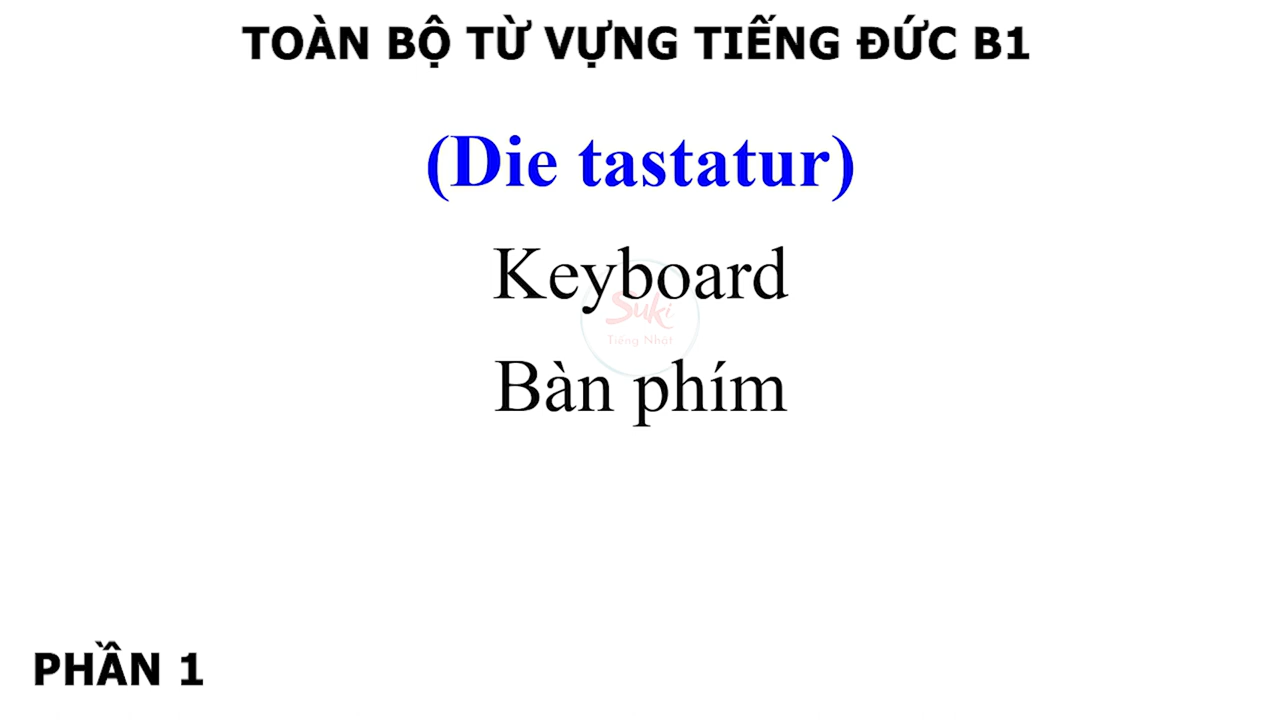 TOÀN BỘ TỪ VỰNG TIẾNG ĐỨC B1
(Die tastatur)
Keyboard
Suki
Tiếng Nhật
Bàn phím
PHẦN 1